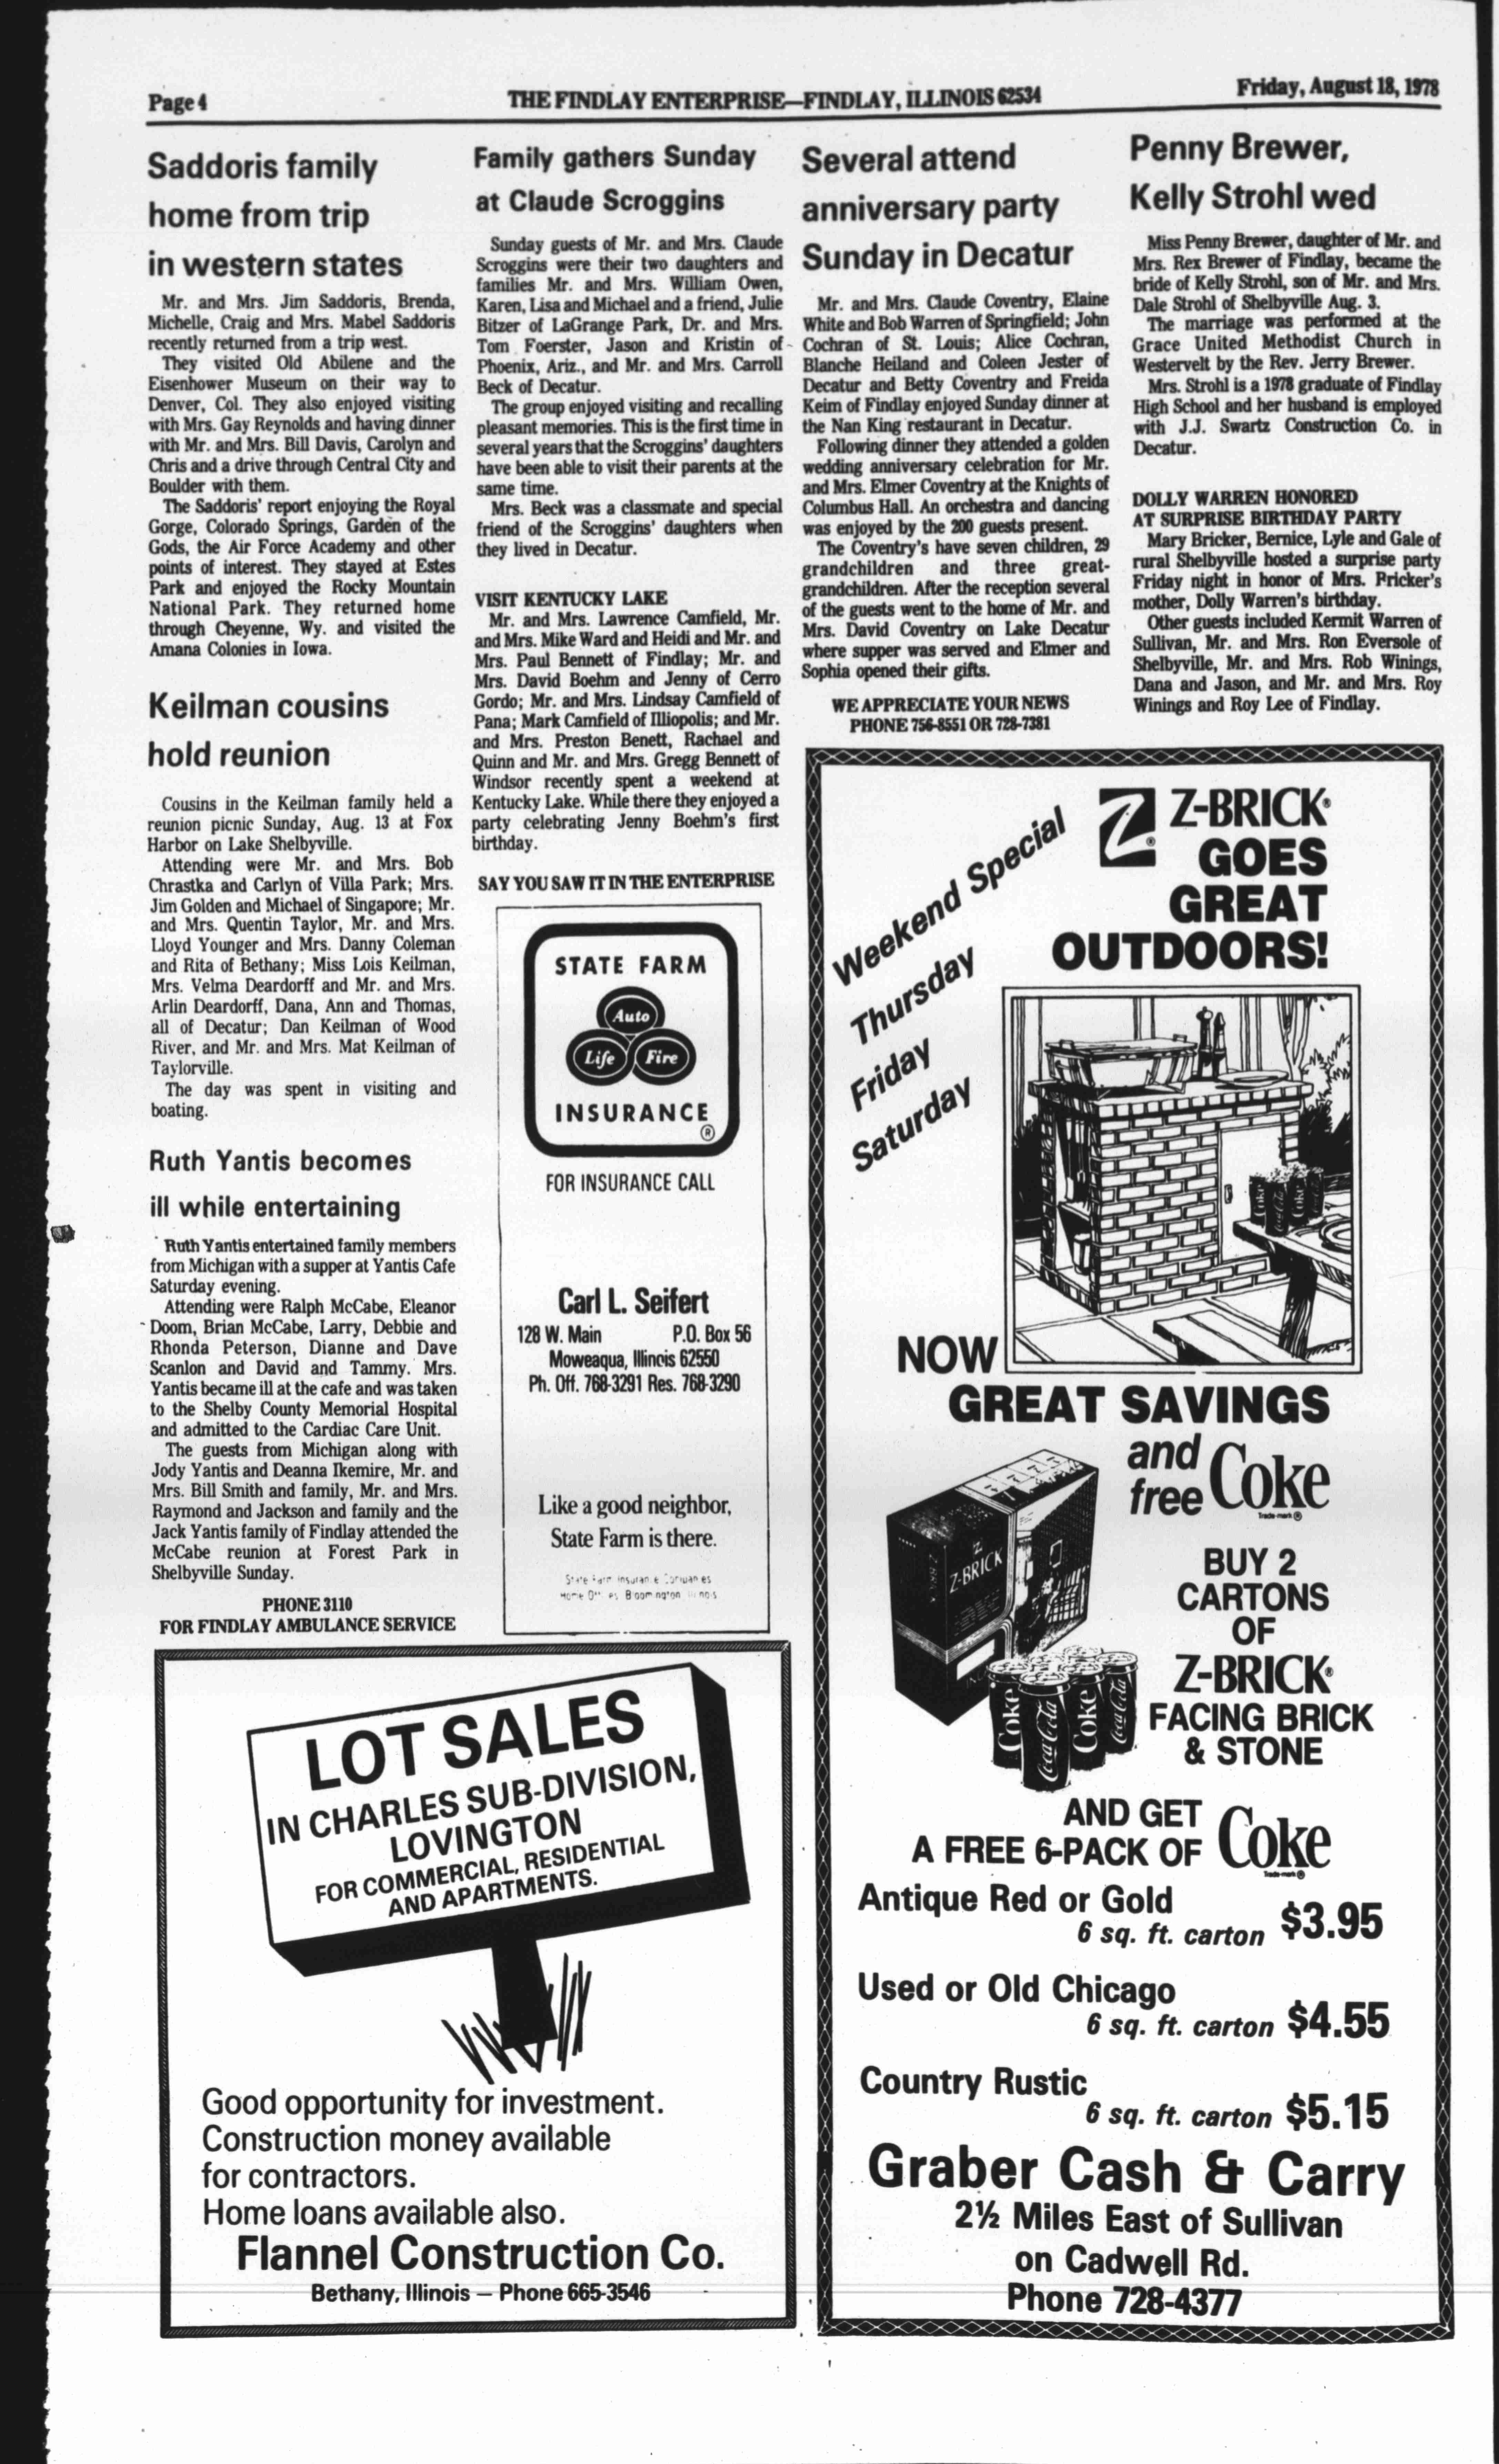 Page 4
THE FINDLAY ENTERPRISE—FINDLAY, ILLINOIS 62534
Friday, August 18, 1978
Saddoris family
home from trip
in western states
Mr. and Mrs. Jim Saddoris, Brenda,
Michelle, Craig and Mrs. Mabel Saddoris
recently returned from a trip west.
They visited Old Abilene and the
Eisenhower Museum on their way to
Denver, Col. They also enjoyed visiting
with Mrs. Gay Reynolds and having dinner
with Mr. and Mrs. Bill Davis, Carolyn and
Chris and a drive through Central City and
Boulder with them.
The Saddoris' report enjoying the Royal
Gorge, Colorado Springs, Garden of the
Gods, the Air Force Academy and other
points of interest. They stayed at Estes
Park and enjoyed the Rocky Mountain
National Park. They returned home
through Cheyenne, Wy. and visited the
Amana Colonies in Iowa.
Keilman cousins
hold reunion
Cousins in the Keilman family held a
reunion picnic Sunday, Aug. 13 at Fox
Harbor on Lake Shelbyville.
Attending were Mr. and Mrs. Bob
Chrastka and Carlyn of Villa Park; Mrs.
Jim Golden and Michael of Singapore; Mr.
and Mrs. Quentin Taylor, Mr. and Mrs.
Lloyd Younger and Mrs. Danny Coleman
and Rita of Bethany; Miss Lois Keilman,
Mrs. Velma Deardorff and Mr. and Mrs.
Arlin Deardorff, Dana, Ann and Thomas,
all of Decatur; Dan Keilman of Wood
River, and Mr. and Mrs. Mat Keilman of
Taylorville.
The day was spent in visiting and
boating.
Ruth Yantis becomes
ill while entertaining
Ruth Yantis entertained family members
from Michigan with a supper at Yantis Cafe
Saturday evening.
Attending were Ralph McCabe, Eleanor
Doom, Brian McCabe, Larry, Debbie and
Rhonda Peterson, Dianne and Dave
Scanlon and David and Tammy. Mrs.
Yantis became ill at the cafe and was taken
to the Shelby County Memorial Hospital
and admitted to the Cardiac Care Unit.
The guests from Michigan along with
Jody Yantis and Deanna Ikemire, Mr. and
Mrs. Bill Smith and family, Mr. and Mrs.
Raymond and Jackson and family and the
Jack Yantis family of Findlay attended the
McCabe reunion at Forest Park in
Shelbyville Sunday.
PHONE 3110
FOR FINDLAY AMBULANCE SERVICE
Family gathers Sunday
at Claude Scroggins
Sunday guests of Mr. and Mrs. Claude
Scroggins were their two daughters and
families Mr. and Mrs. William Owen,
Karen, Lisa and Michael and a friend, Julie
Bitzer of LaGrange Park, Dr. and Mrs.
Tom Foerster, Jason and Kristin of
Phoenix, Ariz., and Mr. and Mrs. Carroll
Beck of Decatur.
The group enjoyed visiting and recalling
pleasant memories. This is the first time in
several years that the Scroggins' daughters
have been able to visit their parents at the
same time.
Mrs. Beck was a classmate and special
friend of the Scroggins' daughters when
they lived in Decatur.
VISIT KENTUCKY LAKE
Mr. and Mrs. Lawrence Camfield, Mr.
and Mrs. Mike Ward and Heidi and Mr. and
Mrs. Paul Bennett of Findlay; Mr. and
Mrs. David Boehm and Jenny of Cerro
Gordo; Mr. and Mrs. Lindsay Camfield of
Pana; Mark Camfield of Illiopolis; and Mr.
and Mrs. Preston Benett, Rachael and
Quinn and Mr. and Mrs. Gregg Bennett of
Windsor recently spent a weekend at
Kentucky Lake. While there they enjoyed a
party celebrating Jenny Boehm's first
birthday.
SAY YOU SAW IT IN THE ENTERPRISE
STATE FARM
Auto
Life Fire
INSURANCE
®
FOR INSURANCE CALL
Carl L. Seifert
128 W. Main P.O. Box 56
Moweaqua, Illinois 62550
Ph. Off. 768-3291 Res. 768-3290
Like a good neighbor,
State Farm is there.
State Farm Insurance Companies
Home Offices Bloomington Illinois
Several attend
anniversary party
Sunday in Decatur
Mr. and Mrs. Claude Coventry, Elaine
White and Bob Warren of Springfield; John
Cochran of St. Louis; Alice Cochran,
Blanche Heiland and Coleen Jester of
Decatur and Betty Coventry and Freida
Keim of Findlay enjoyed Sunday dinner at
the Nan King restaurant in Decatur.
Following dinner they attended a golden
wedding anniversary celebration for Mr.
and Mrs. Elmer Coventry at the Knights of
Columbus Hall. An orchestra and dancing
was enjoyed by the 200 guests present.
The Coventry's have seven children, 29
grandchildren and three great-
grandchildren. After the reception several
of the guests went to the home of Mr. and
Mrs. David Coventry on Lake Decatur
where supper was served and Elmer and
Sophia opened their gifts.
WE APPRECIATE YOUR NEWS
PHONE 756-8551 OR 728-7381
Penny Brewer,
Kelly Strohl wed
Miss Penny Brewer, daughter of Mr. and
Mrs. Rex Brewer of Findlay, became the
bride of Kelly Strohl, son of Mr. and Mrs.
Dale Strohl of Shelbyville Aug. 3.
The marriage was performed at the
Grace United Methodist Church in
Westervelt by the Rev. Jerry Brewer.
Mrs. Strohl is a 1978 graduate of Findlay
High School and her husband is employed
with J.J. Swartz Construction Co. in
Decatur.
DOLLY WARREN HONORED
AT SURPRISE BIRTHDAY PARTY
Mary Bricker, Bernice, Lyle and Gale of
rural Shelbyville hosted a surprise party
Friday night in honor of Mrs. Pricker's
mother, Dolly Warren's birthday.
Other guests included Kermit Warren of
Sullivan, Mr. and Mrs. Ron Eversole of
Shelbyville, Mr. and Mrs. Rob Winings,
Dana and Jason, and Mr. and Mrs. Roy
Winings and Roy Lee of Findlay.
LOT SALES
IN CHARLES SUB-DIVISION,
LOVINGTON
FOR COMMERCIAL, RESIDENTIAL
AND APARTMENTS.
Good opportunity for investment.
Construction money available
for contractors.
Home loans available also.
Flannel Construction Co.
Bethany, Illinois — Phone 665-3546
Weekend Special
Thursday
Friday
Saturday
Z ® Z-BRICK®
GOES
GREAT
OUTDOORS!
Coke Coca-Cola Coke
NOW
GREAT SAVINGS
and
free Coke
Trade-mark ®
Z-BRICK
Coke Coca-Cola Coke Coca-Cola
BUY 2
CARTONS
OF
Z-BRICK®
FACING BRICK
& STONE
AND GET
A FREE 6-PACK OF Coke
Trade-mark ®
Antique Red or Gold
6 sq. ft. carton $3.95
Used or Old Chicago
6 sq. ft. carton $4.55
Country Rustic
6 sq. ft. carton $5.15
Graber Cash & Carry
2½ Miles East of Sullivan
on Cadwell Rd.
Phone 728-4377